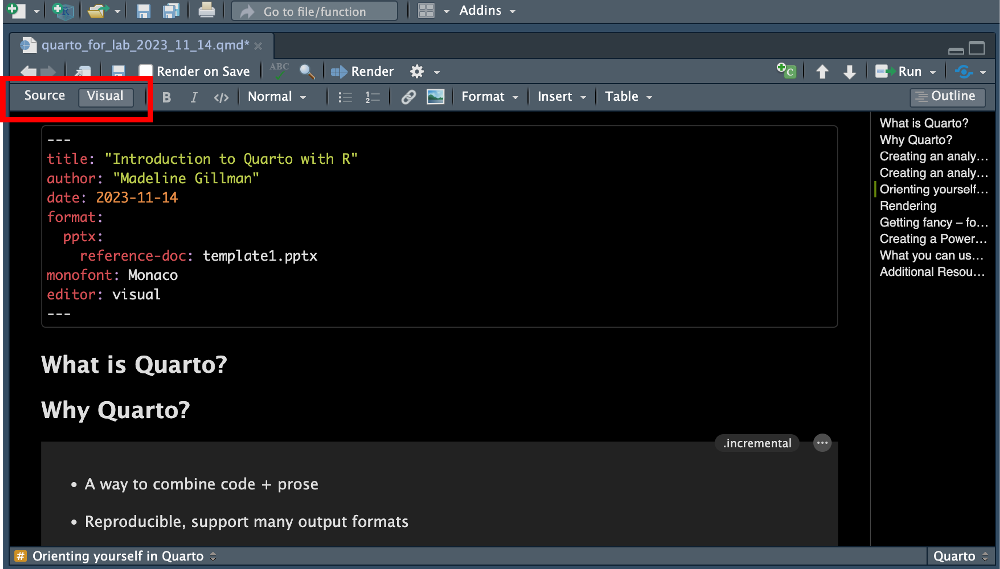 Go to file/function
Addins
quarto_for_lab_2023_11_14.qmd*
Render on Save
ABC
Render
C
Run
Source
Visual
B
I
</>
Normal
1
2
Format
Insert
Table
Outline
---
title: "Introduction to Quarto with R"
author: "Madeline Gillman"
date: 2023-11-14
format:
pptx:
reference-doc: template1.pptx
monofont: Monaco
editor: visual
---
What is Quarto?
Why Quarto?
.incremental
• A way to combine code + prose
• Reproducible, support many output formats
What is Quarto?
Why Quarto?
Creating an analy...
Creating an analy...
Orienting yourself...
Rendering
Getting fancy – fo...
Creating a Power...
What you can us...
Additional Resou...
# Orienting yourself in Quarto
Quarto